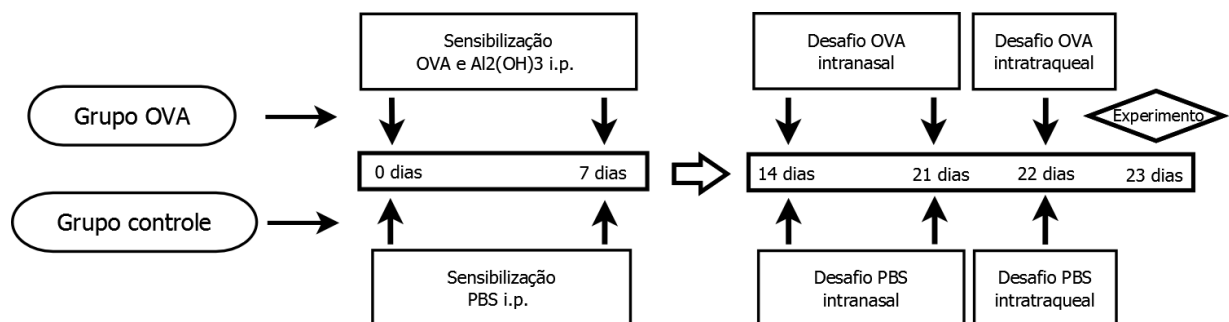 Sensibilização
OVA e Al2(OH)3 i.p.
Desafio OVA
intranasal
Desafio OVA
intratraqueal
Grupo OVA
Experimento
0 dias
7 dias
14 dias
21 dias
22 dias
23 dias
Grupo controle
Sensibilização
PBS i.p.
Desafio PBS
intranasal
Desafio PBS
intratraqueal